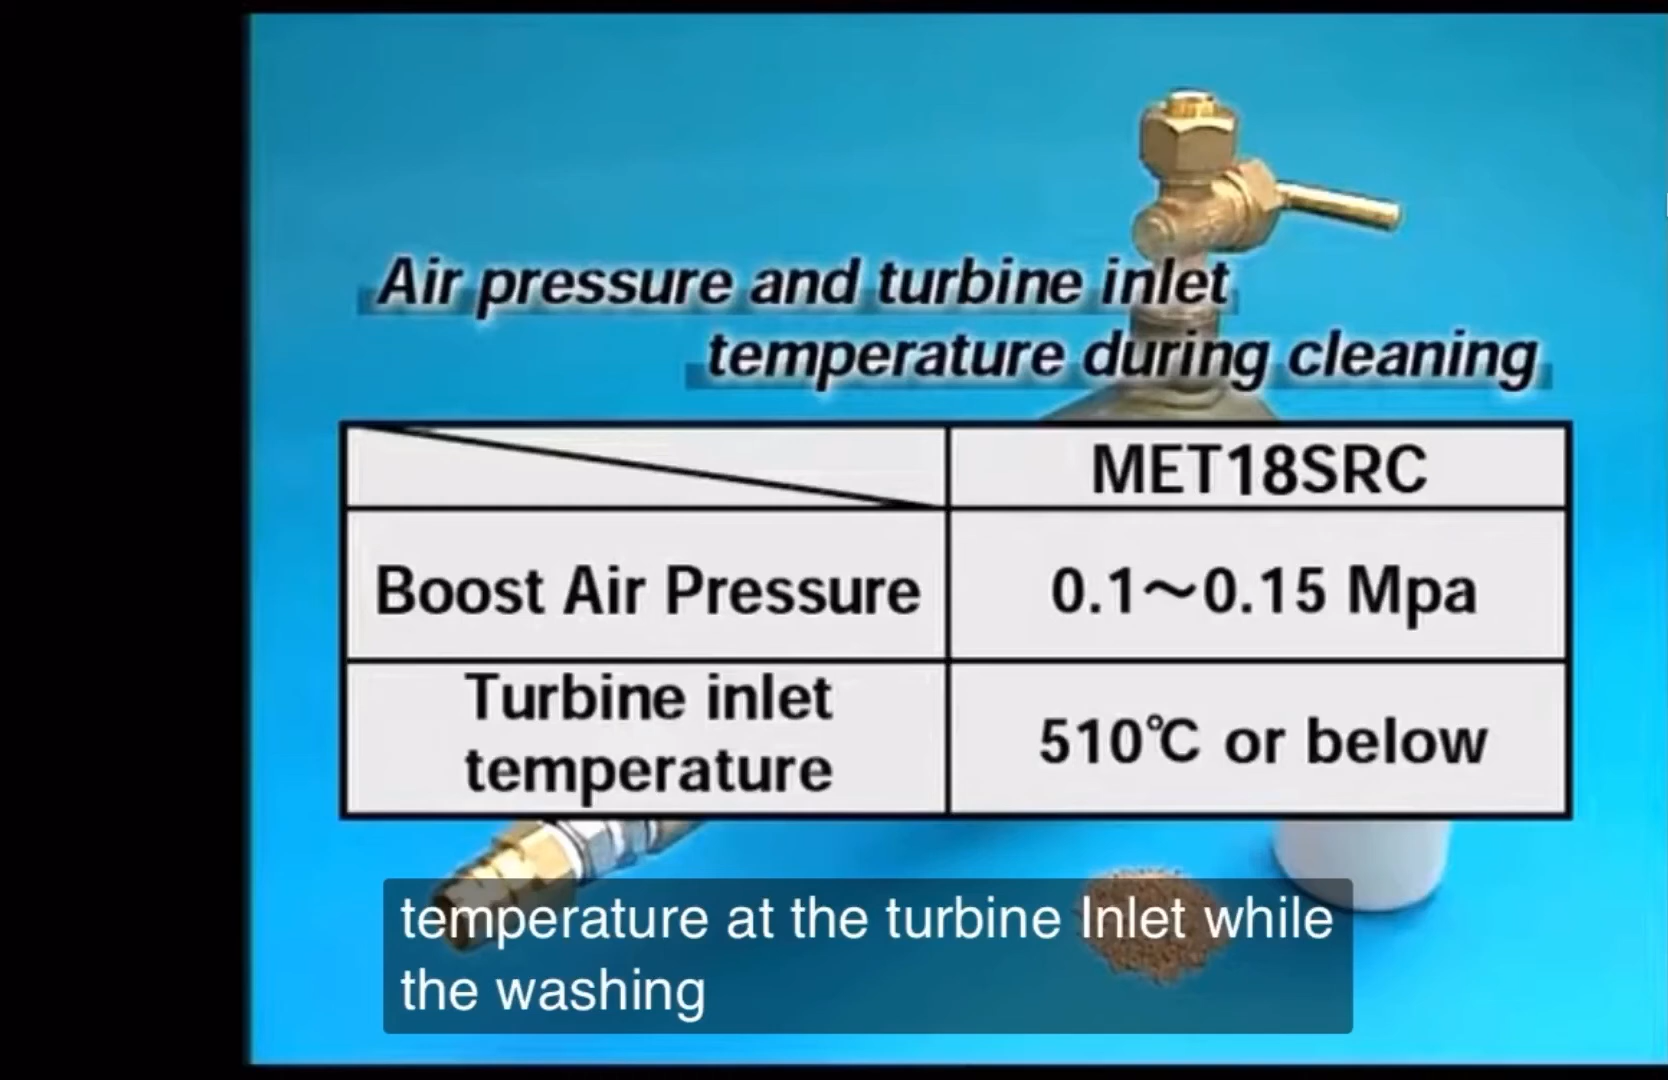 Air pressure and turbine inlet
temperature during cleaning
MET18SRC
Boost Air Pressure
0.1～0.15 Mpa
Turbine inlet
temperature
510℃ or below
temperature at the turbine Inlet while
the washing